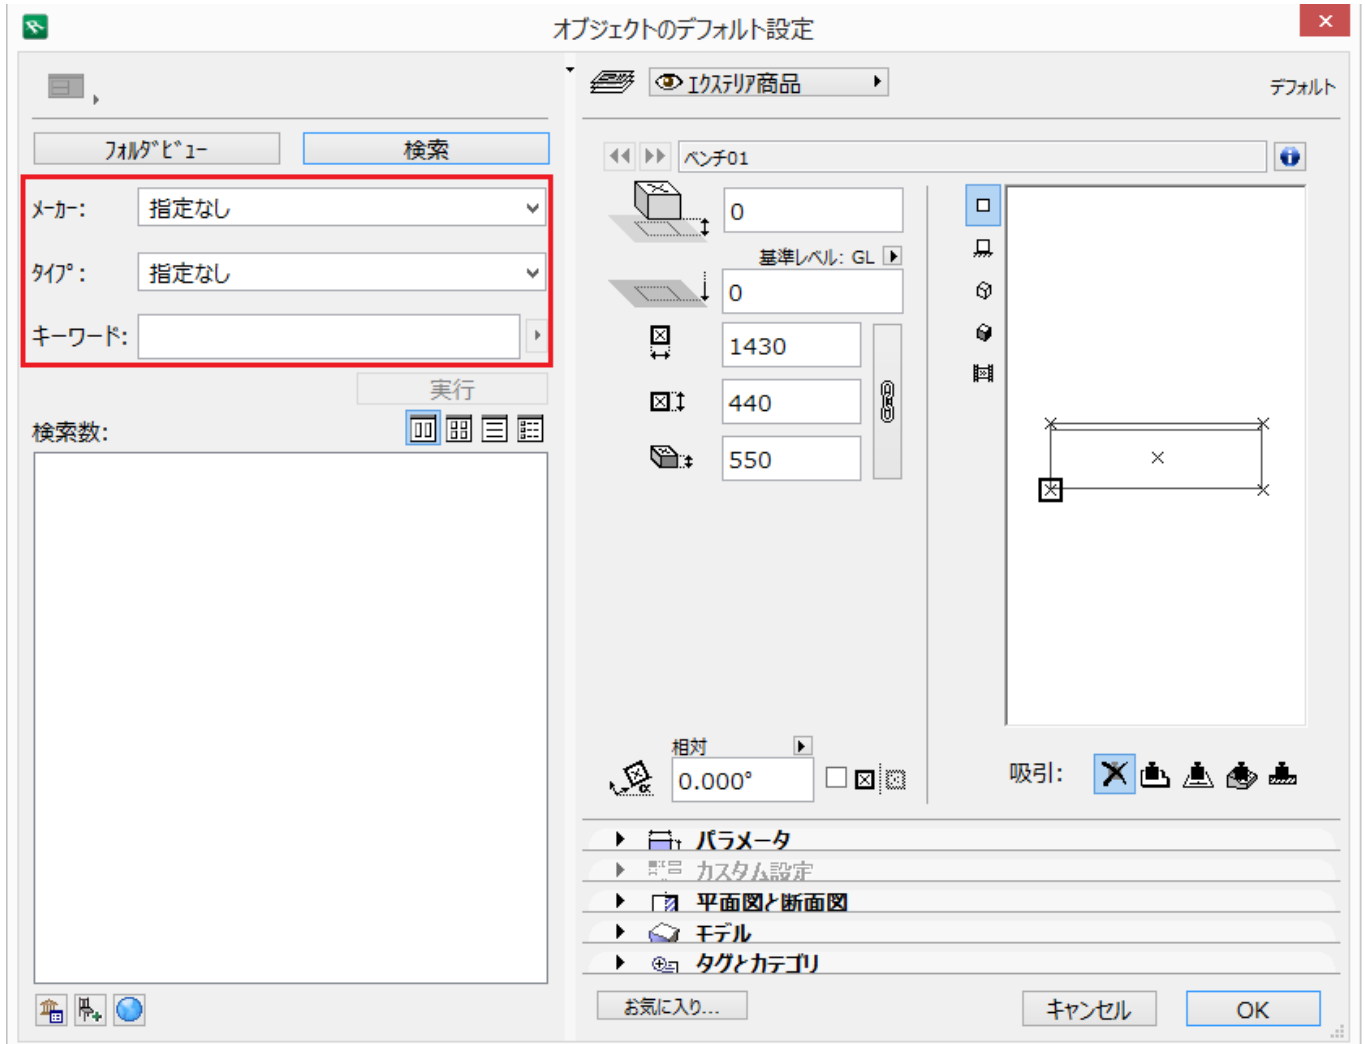 オブジェクトのデフォルト設定
ｴｸｽﾃﾘｱ商品
デフォルト
ﾌｫﾙﾀﾞﾋﾞｭｰ
検索
ベンチ01
ﾒｰｶｰ:
指定なし
ﾀｲﾌﾟ:
指定なし
キーワード:
実行
検索数:
0
基準レベル: GL
0
1430
440
550
相対
0.000°
α
吸引:
パラメータ
カスタム設定
平面図と断面図
モデル
タグとカテゴリ
お気に入り...
キャンセル
OK